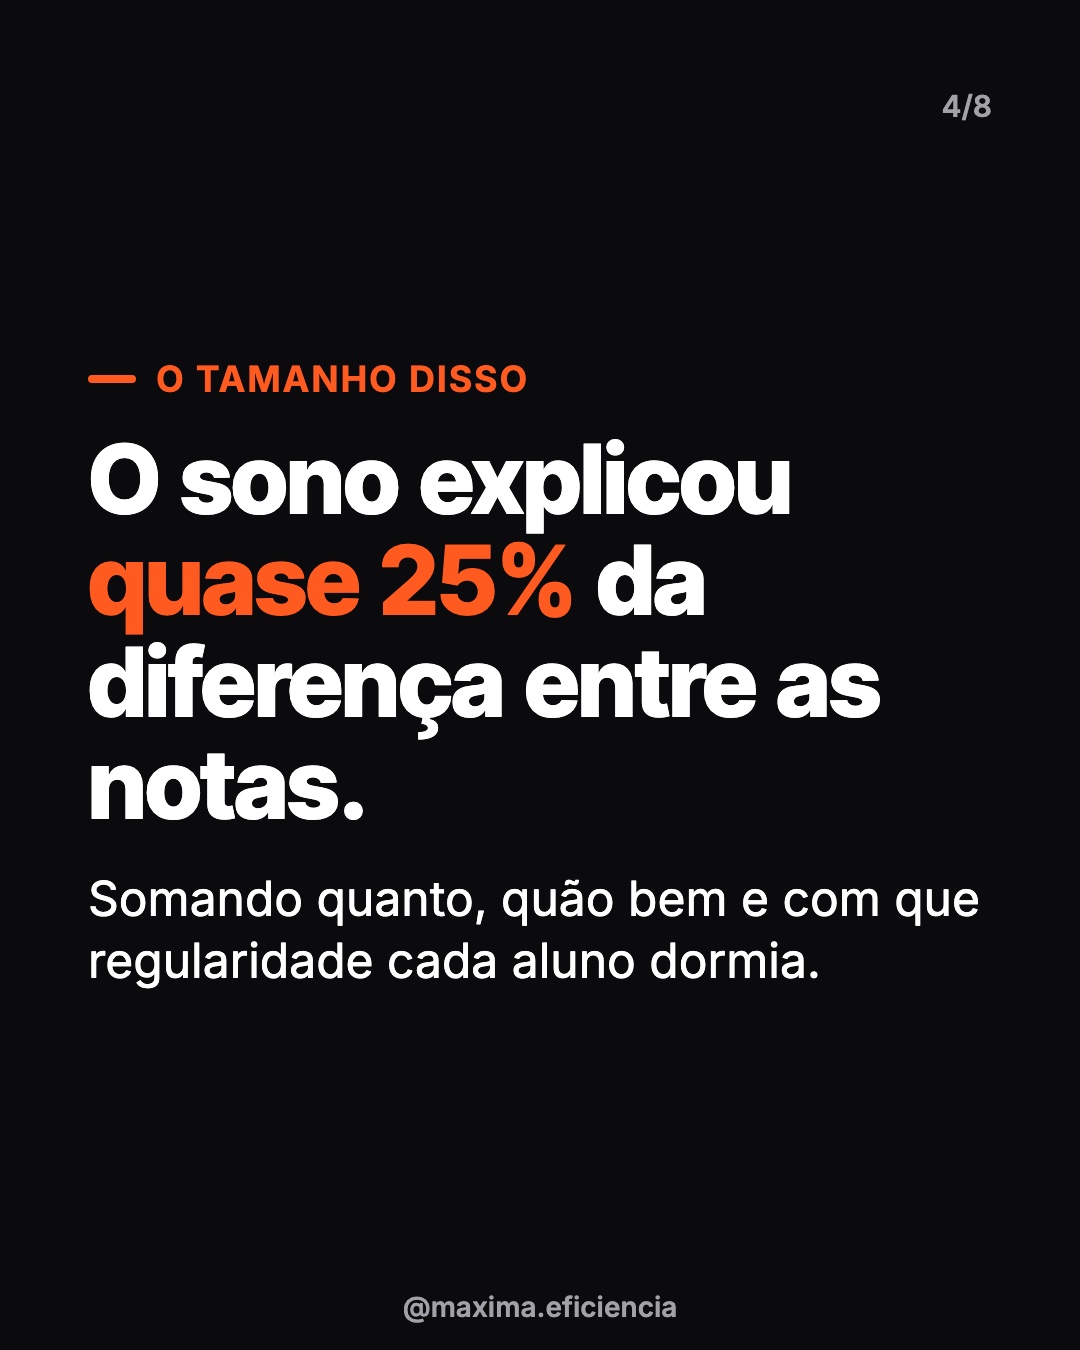 4/8
O TAMANHO DISSO
O sono explicou
quase 25% da
diferença entre as
notas.
Somando quanto, quão bem e com que
regularidade cada aluno dormia.
@maxima.eficiencia